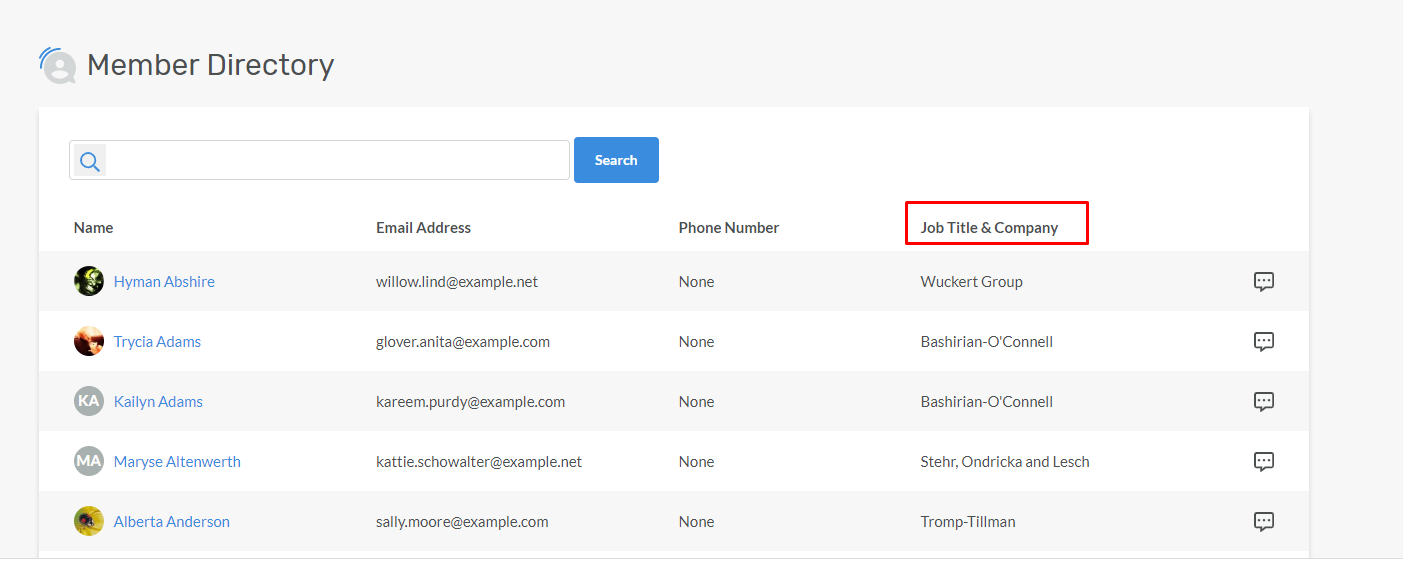 Member Directory
Search
Name Email Address Phone Number Job Title & Company
Hyman Abshire willow.lind@example.net None Wuckert Group
Trycia Adams glover.anita@example.com None Bashirian-O'Connell
KA Kailyn Adams kareem.purdy@example.com None Bashirian-O'Connell
MA Maryse Altenwerth kattie.schowalter@example.net None Stehr, Ondricka and Lesch
Alberta Anderson sally.moore@example.com None Tromp-Tillman